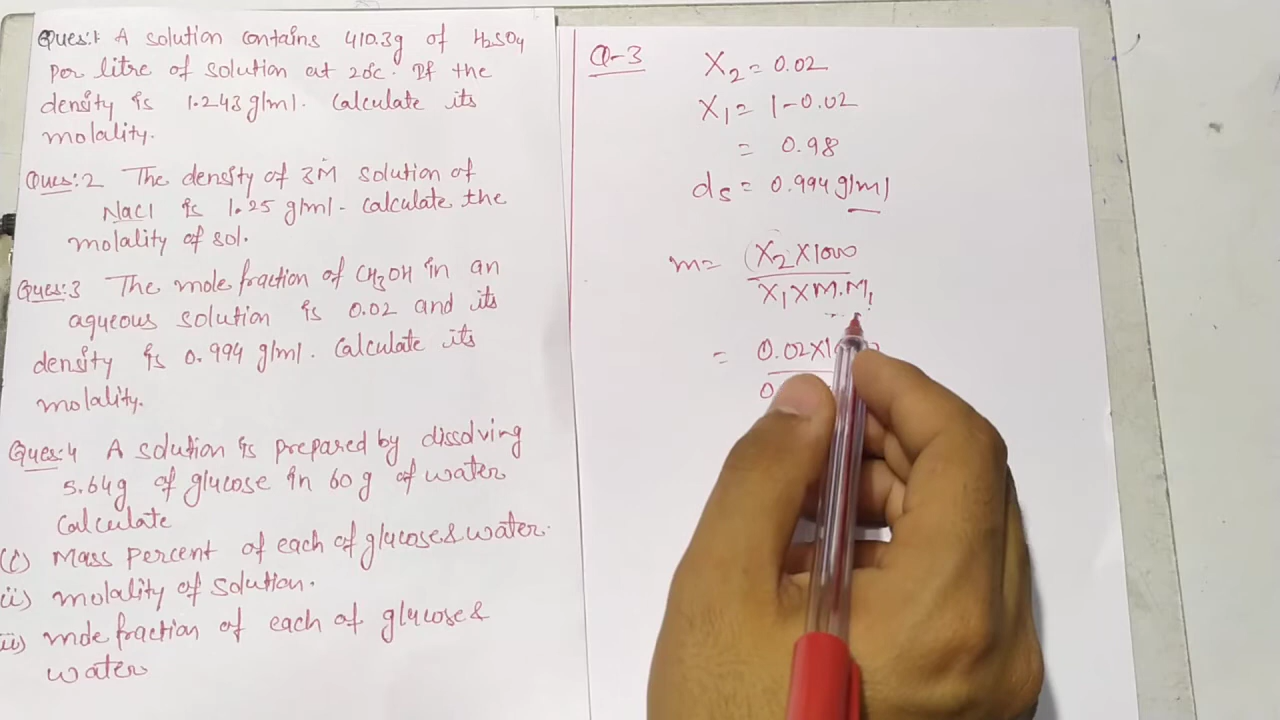 Ques:1 A solution contains 410.3g of H₂SO₄
per litre of solution at 20°c. If the
density is 1.243 g/ml. Calculate its
molality.
Ques:2 The density of 3M solution of
NaCl is 1.25 g/ml. Calculate the
molality of sol.
Ques:3 The mole fraction of CH₃OH in an
aqueous solution is 0.02 and its
density is 0.994 g/ml. Calculate its
molality.
Ques:4 A solution is prepared by dissolving
5.64g of glucose in 60 g of water
Calculate
(i) Mass percent of each of glucose & water.
ii) molality of solution.
iii) mole fraction of each of glucose &
water
Q-3
X₂ = 0.02
X₁ = 1-0.02
= 0.98
ds = 0.994 g/ml
m = X₂ X 1000
X₁ X M.M₁
= 0.02X